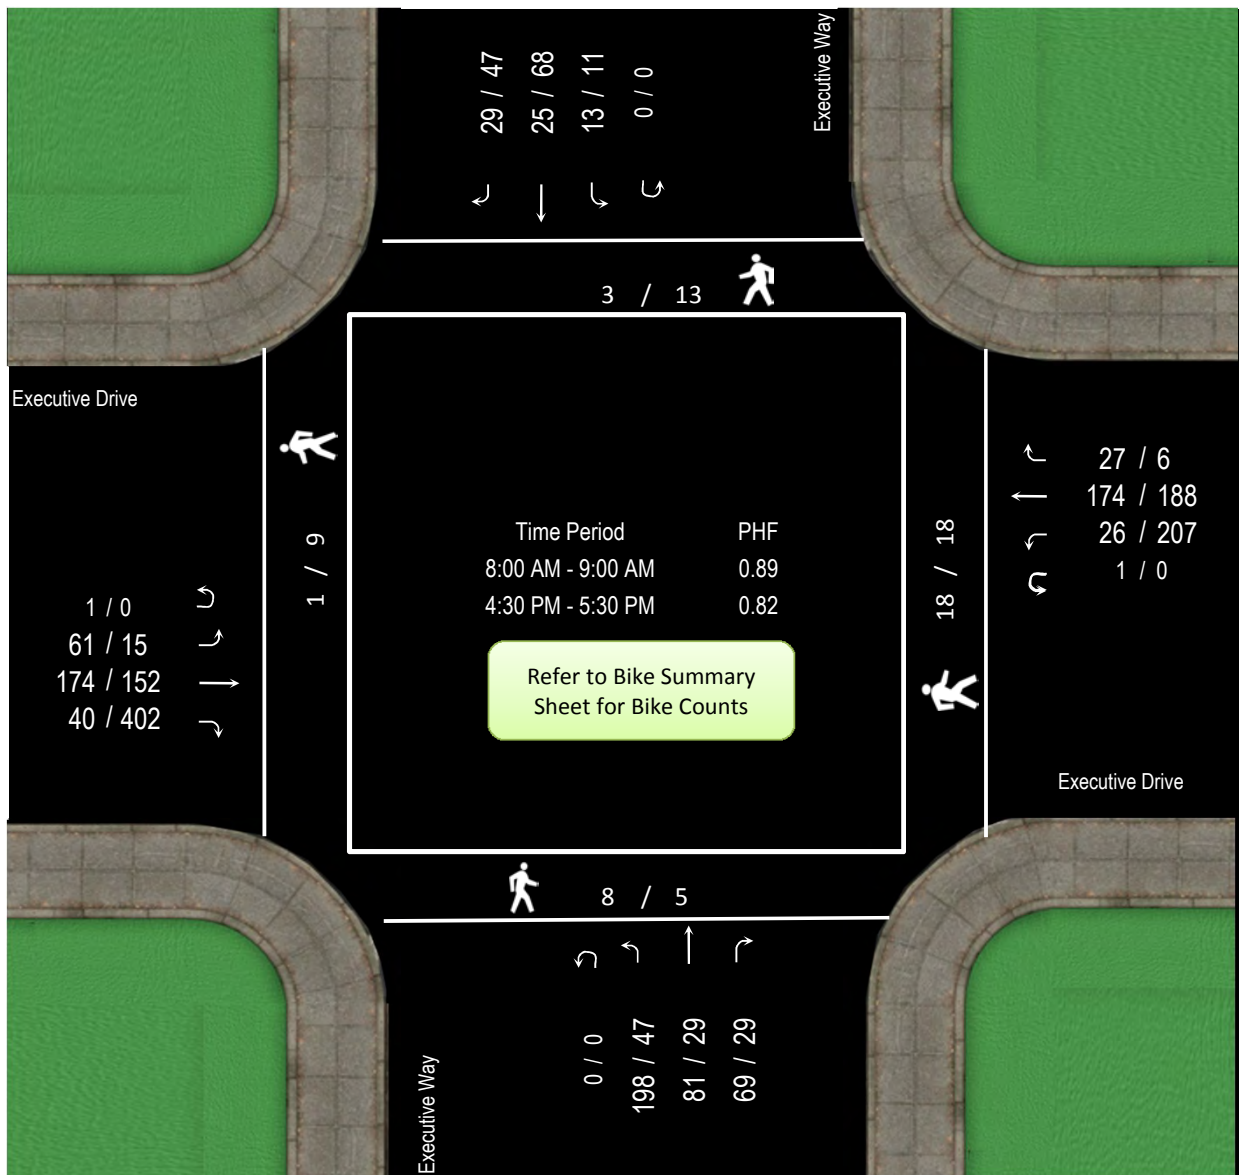 29 / 47
25 / 68
13 / 11
0 / 0
Executive Way
3 / 13
Executive Drive
1 / 9
1 / 0
61 / 15
174 / 152
40 / 402
Time Period PHF
8:00 AM - 9:00 AM 0.89
4:30 PM - 5:30 PM 0.82
Refer to Bike Summary
Sheet for Bike Counts
18 / 18
27 / 6
174 / 188
26 / 207
1 / 0
Executive Drive
8 / 5
0 / 0
198 / 47
81 / 29
69 / 29
Executive Way